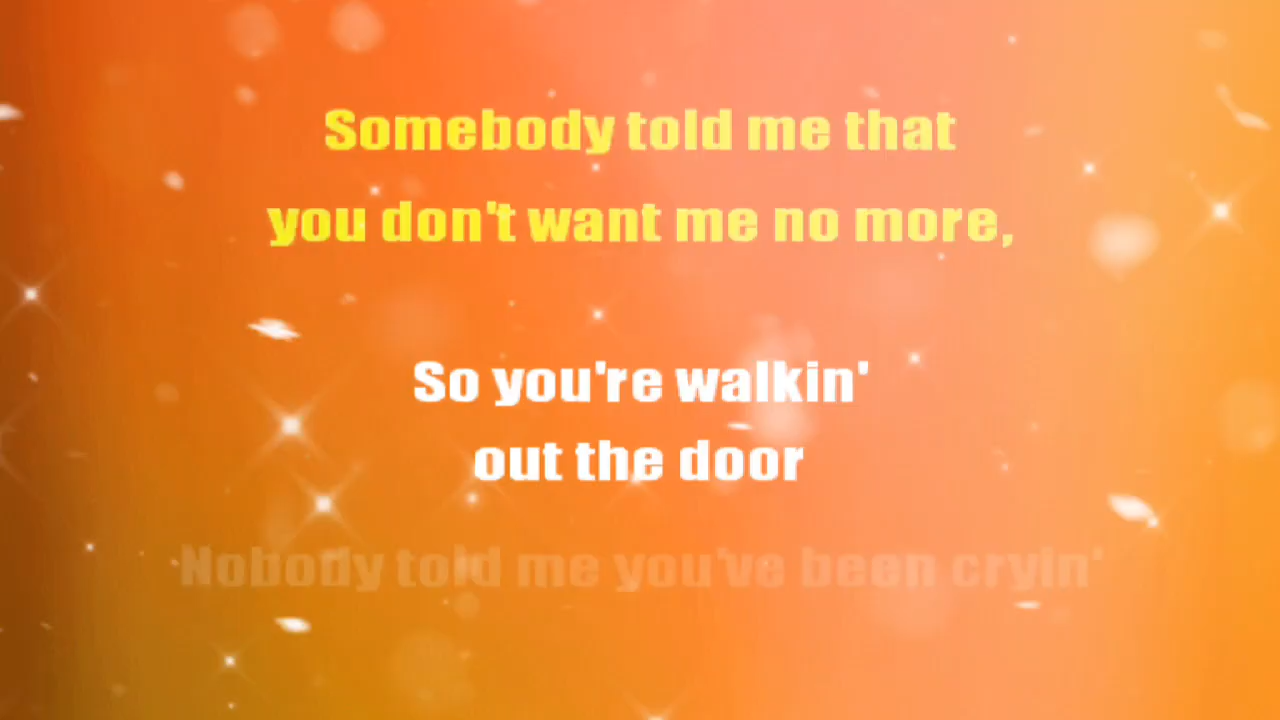 Somebody told me that
you don't want me no more,
So you're walkin'
out the door
Nobody told me you've been cryin'